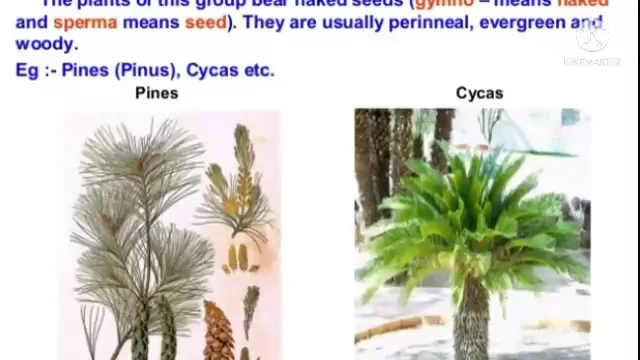 The plants of this group bear naked seeds (gymno – means naked
and sperma means seed). They are usually perinneal, evergreen and
woody.
Eg :- Pines (Pinus), Cycas etc.
Pines
Cycas
KINEMASTER